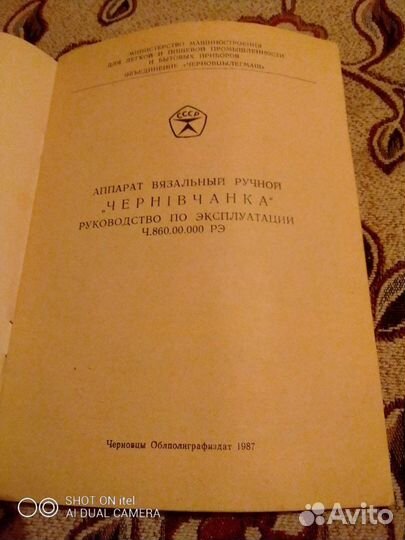 МИНИСТЕРСТВО МАШИНОСТРОЕНИЯ
ДЛЯ ЛЕГКОЙ И ПИЩЕВОЙ ПРОМЫШЛЕННОСТИ
И БЫТОВЫХ ПРИБОРОВ
ОБЪЕДИНЕНИЕ «ЧЕРНОВЦЫЛЕГМАШ»
СССР
АППАРАТ ВЯЗАЛЬНЫЙ РУЧНОЙ
„ЧЕРНІВЧАНКА“
РУКОВОДСТВО ПО ЭКСПЛУАТАЦИИ
Ч.860.00.000 РЭ
Черновцы Облполиграфиздат 1987
SHOT ON itel
AI DUAL CAMERA
Avito